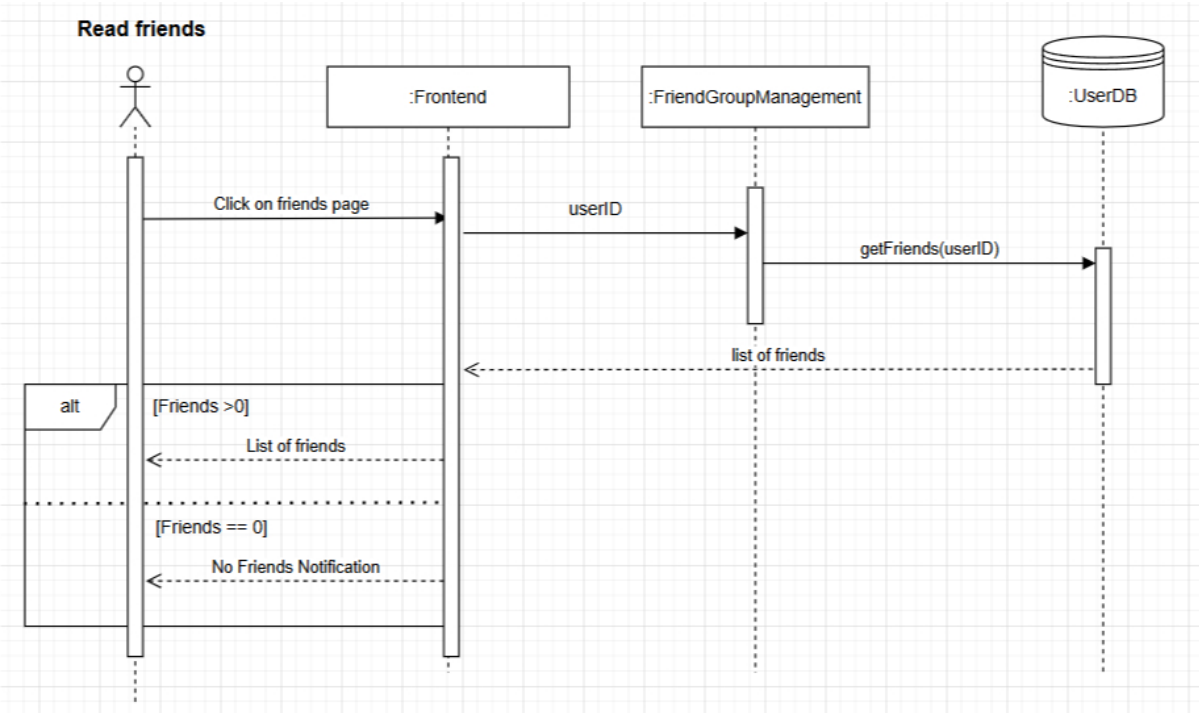 Read friends
:Frontend
:FriendGroupManagement
:UserDB
Click on friends page
userID
getFriends(userID)
list of friends
alt
[Friends >0]
List of friends
[Friends == 0]
No Friends Notification